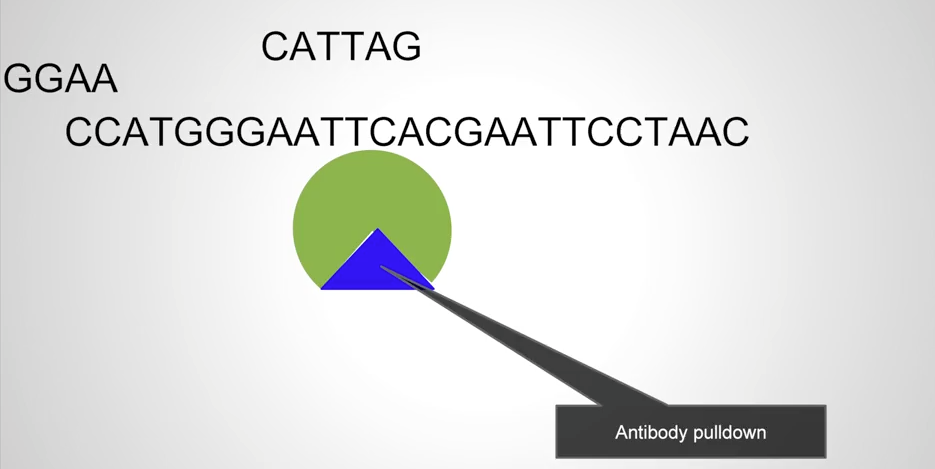 CATTAG
GGAA
CCATGGGAATTCACGAATTCCTAAC
Antibody pulldown